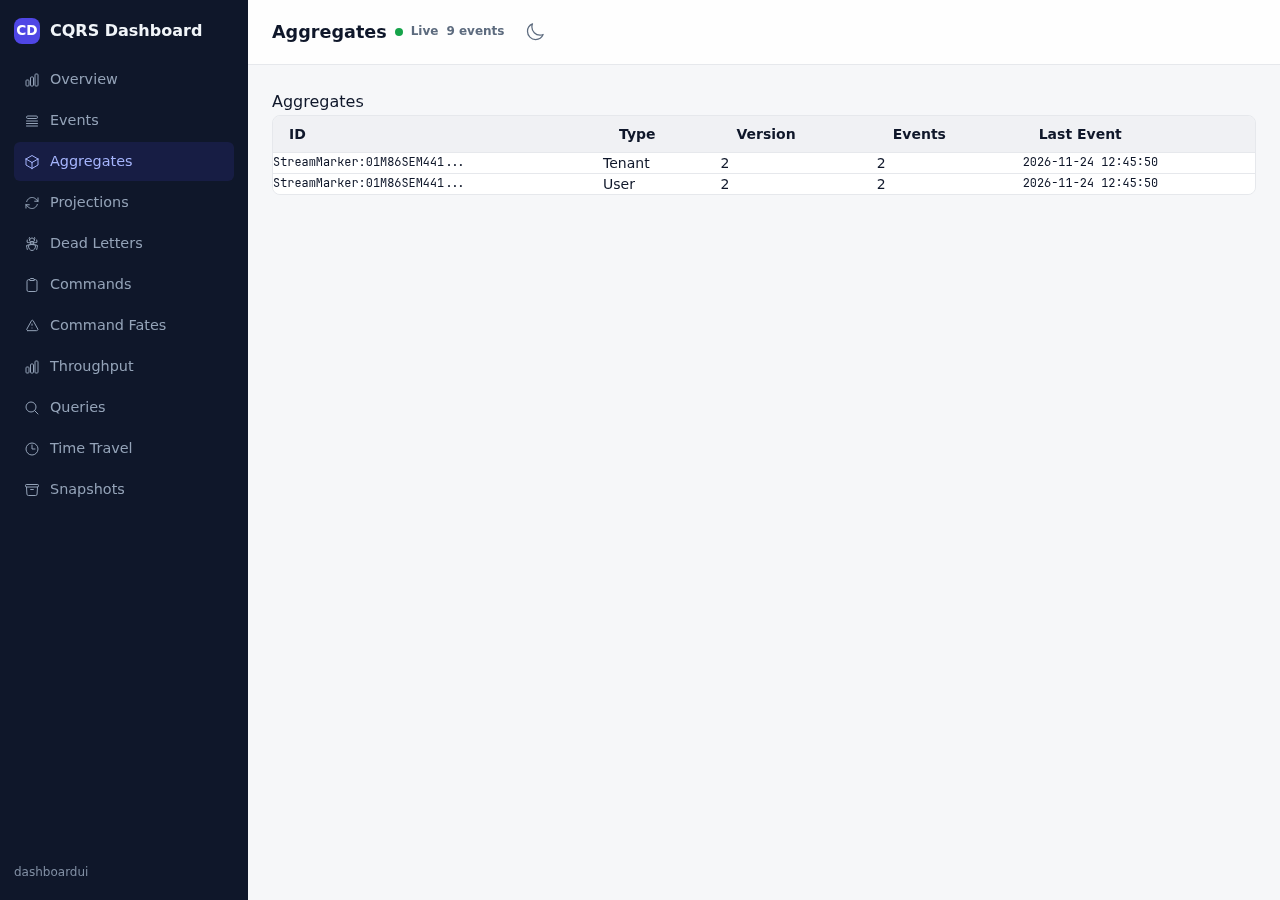 CD CQRS Dashboard
Overview
Events
Aggregates
Projections
Dead Letters
Commands
Command Fates
Throughput
Queries
Time Travel
Snapshots
dashboardui
Aggregates Live 9 events
Aggregates
ID Type Version Events Last Event
StreamMarker:01M86SEM441... Tenant 2 2 2026-11-24 12:45:50
StreamMarker:01M86SEM441... User 2 2 2026-11-24 12:45:50